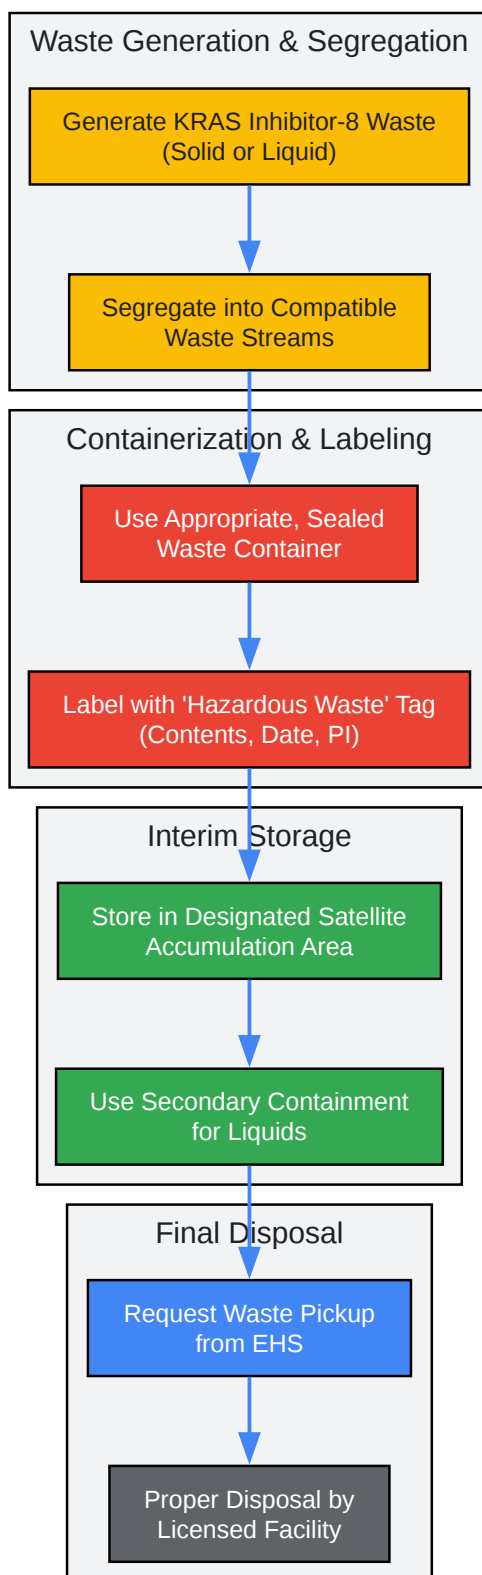 Waste Generation & Segregation
Generate KRAS Inhibitor-8 Waste
(Solid or Liquid)
Segregate into Compatible
Waste Streams
Containerization & Labeling
Use Appropriate, Sealed
Waste Container
Label with 'Hazardous Waste' Tag
(Contents, Date, PI)
Interim Storage
Store in Designated Satellite
Accumulation Area
Use Secondary Containment
for Liquids
Final Disposal
Request Waste Pickup
from EHS
Proper Disposal by
Licensed Facility